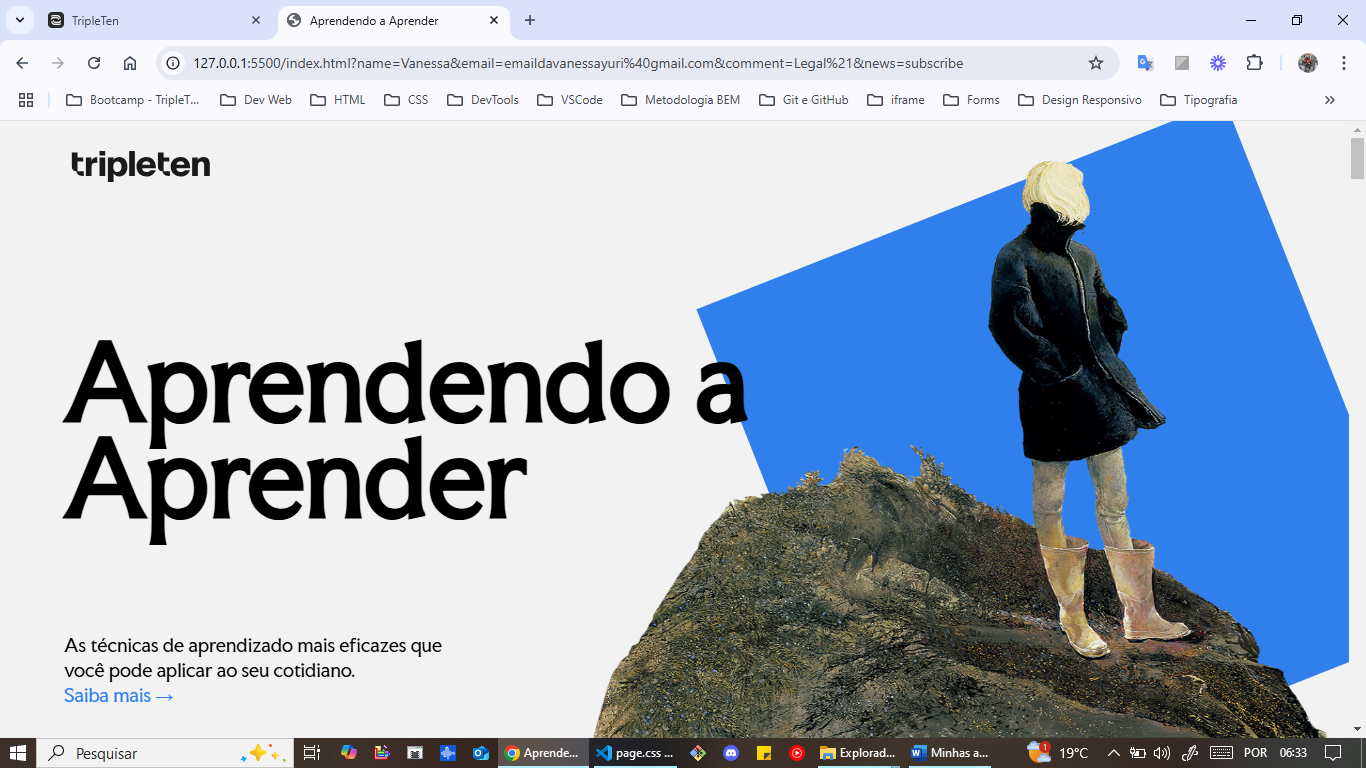 TripleTen
Aprendendo a Aprender
127.0.0.1:5500/index.html?name=Vanessa&email=emaildavanessayuri%40gmail.com&comment=Legal%21&news=subscribe
Bootcamp - TripleT...
Dev Web
HTML
CSS
DevTools
VSCode
Metodologia BEM
Git e GitHub
iframe
Forms
Design Responsivo
Tipografia
tripleten
Aprendendo a
Aprender
As técnicas de aprendizado mais eficazes que
você pode aplicar ao seu cotidiano.
Saiba mais →
Pesquisar
Aprende...
page.css ...
Explorad...
Minhas a...
1
19°C
POR
06:33